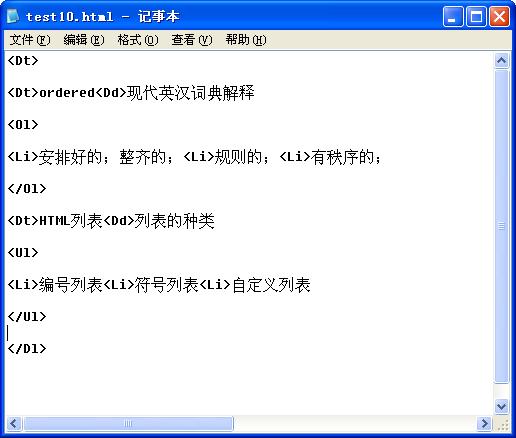 test10.html - 记事本
文件(F) 编辑(E) 格式(O) 查看(V) 帮助(H)
<Dt>
<Dt>ordered<Dd>现代英汉词典解释
<Ol>
<Li>安排好的；整齐的；<Li>规则的；<Li>有秩序的；
</Ol>
<Dt>HTML列表<Dd>列表的种类
<Ul>
<Li>编号列表<Li>符号列表<Li>自定义列表
</Ul>
</Dl>